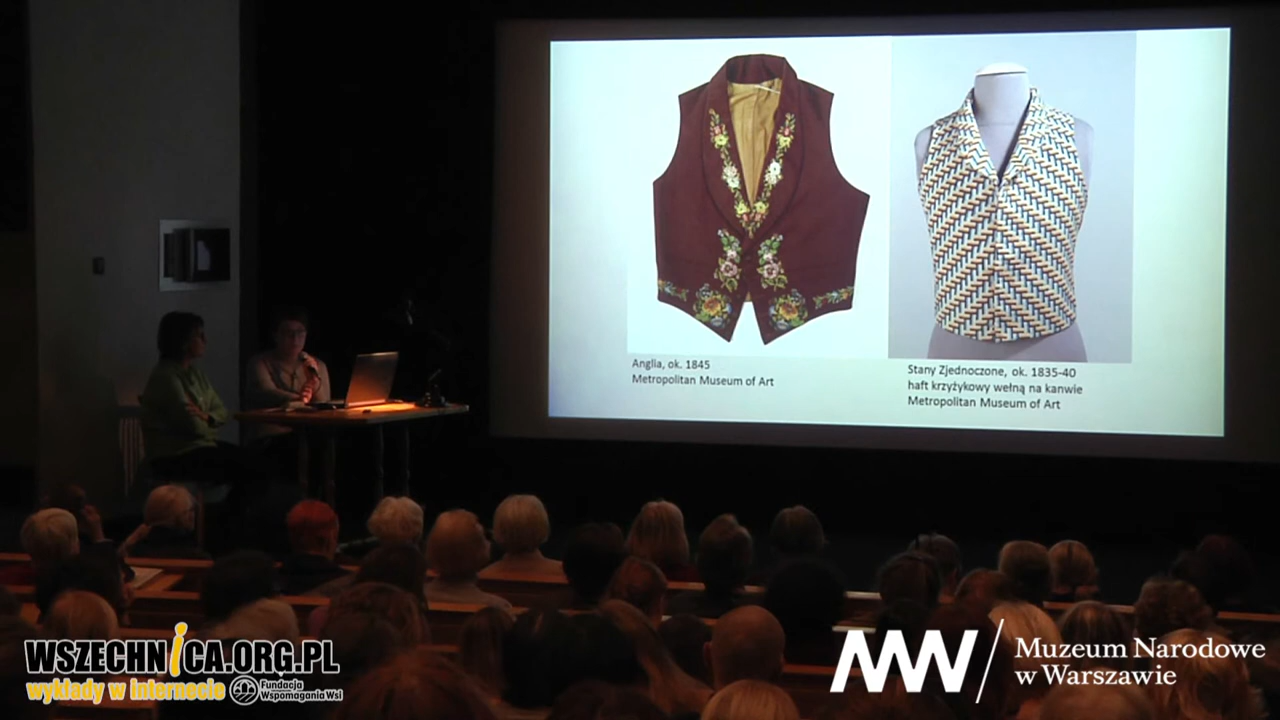 Anglia, ok. 1845
Metropolitan Museum of Art
Stany Zjednoczone, ok. 1835-40
haft krzyżykowy wełną na kanwie
Metropolitan Museum of Art
WSZECHNICA.ORG.PL
wykłady w internecie
Fundacja
Wspomagania Wsi
Muzeum Narodowe
w Warszawie